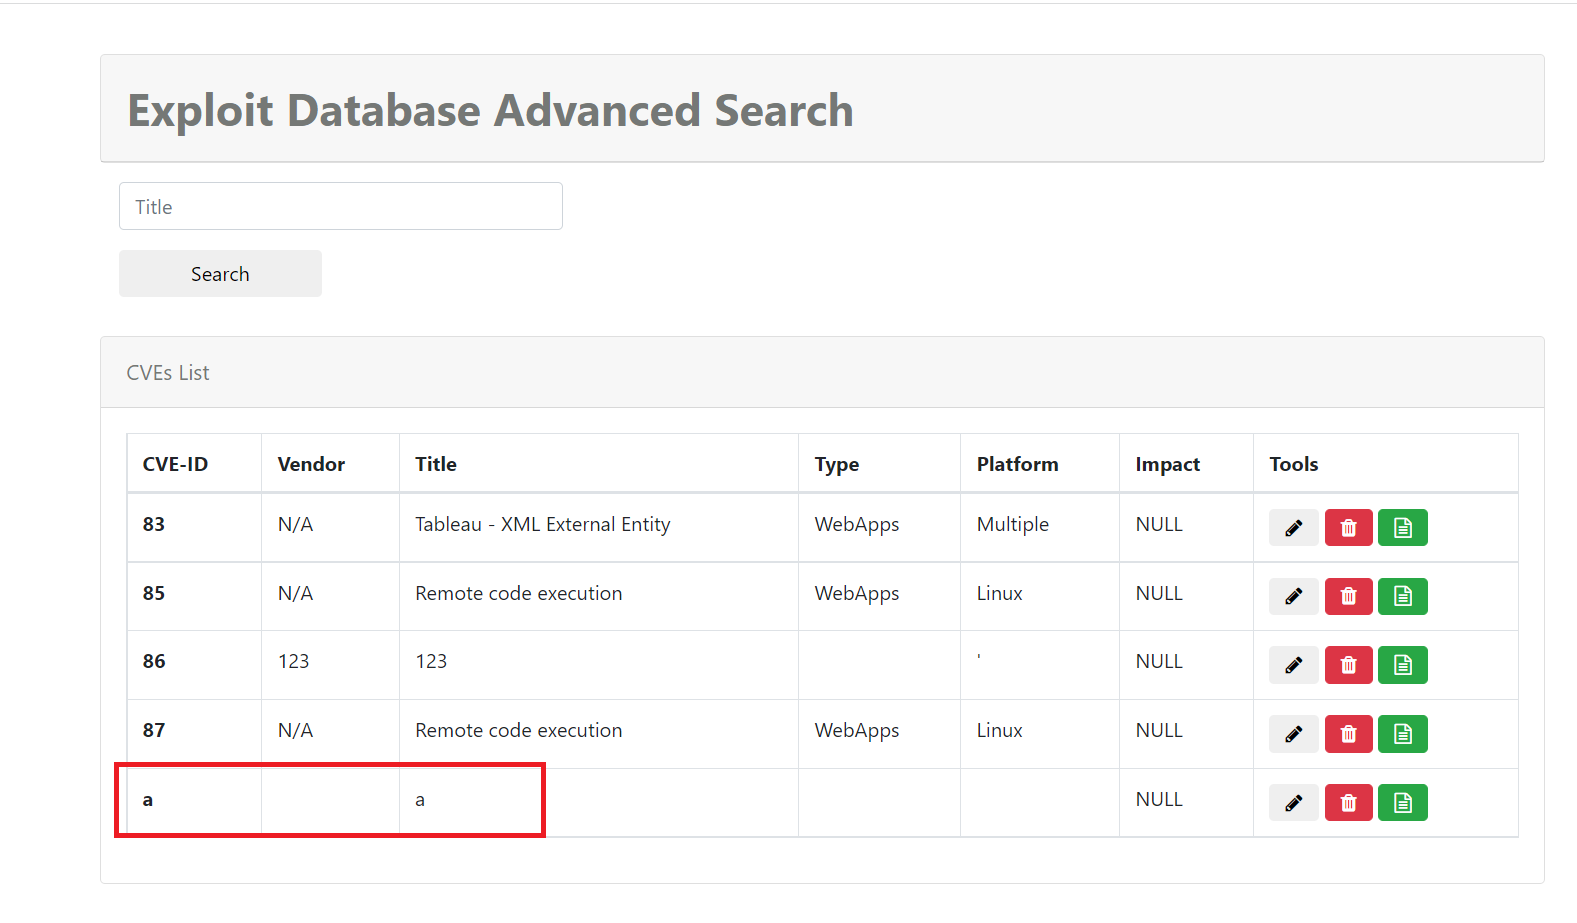 Exploit Database Advanced Search
Title
Search
CVEs List
CVE-ID Vendor Title Type Platform Impact Tools
83 N/A Tableau - XML External Entity WebApps Multiple NULL
85 N/A Remote code execution WebApps Linux NULL
86 123 123 ' NULL
87 N/A Remote code execution WebApps Linux NULL
a a NULL